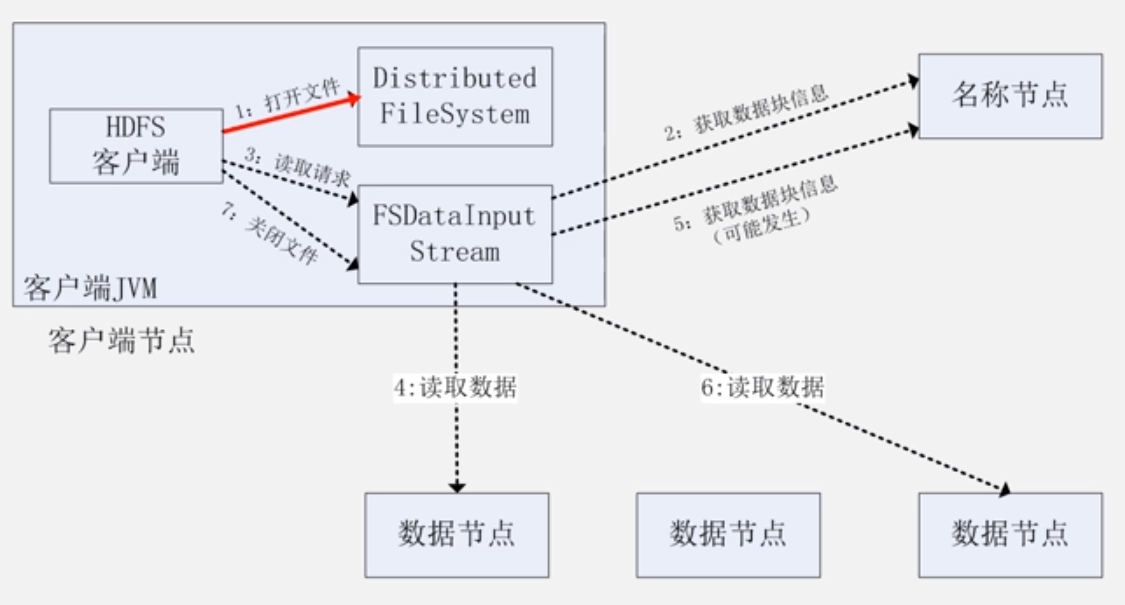 Distributed
FileSystem
名称节点
1: 打开文件
HDFS
客户端
2: 获取数据块信息
3: 读取请求
FSDataInput
Stream
5: 获取数据块信息
（可能发生）
7: 关闭文件
客户端JVM
客户端节点
4:读取数据
6:读取数据
数据节点
数据节点
数据节点